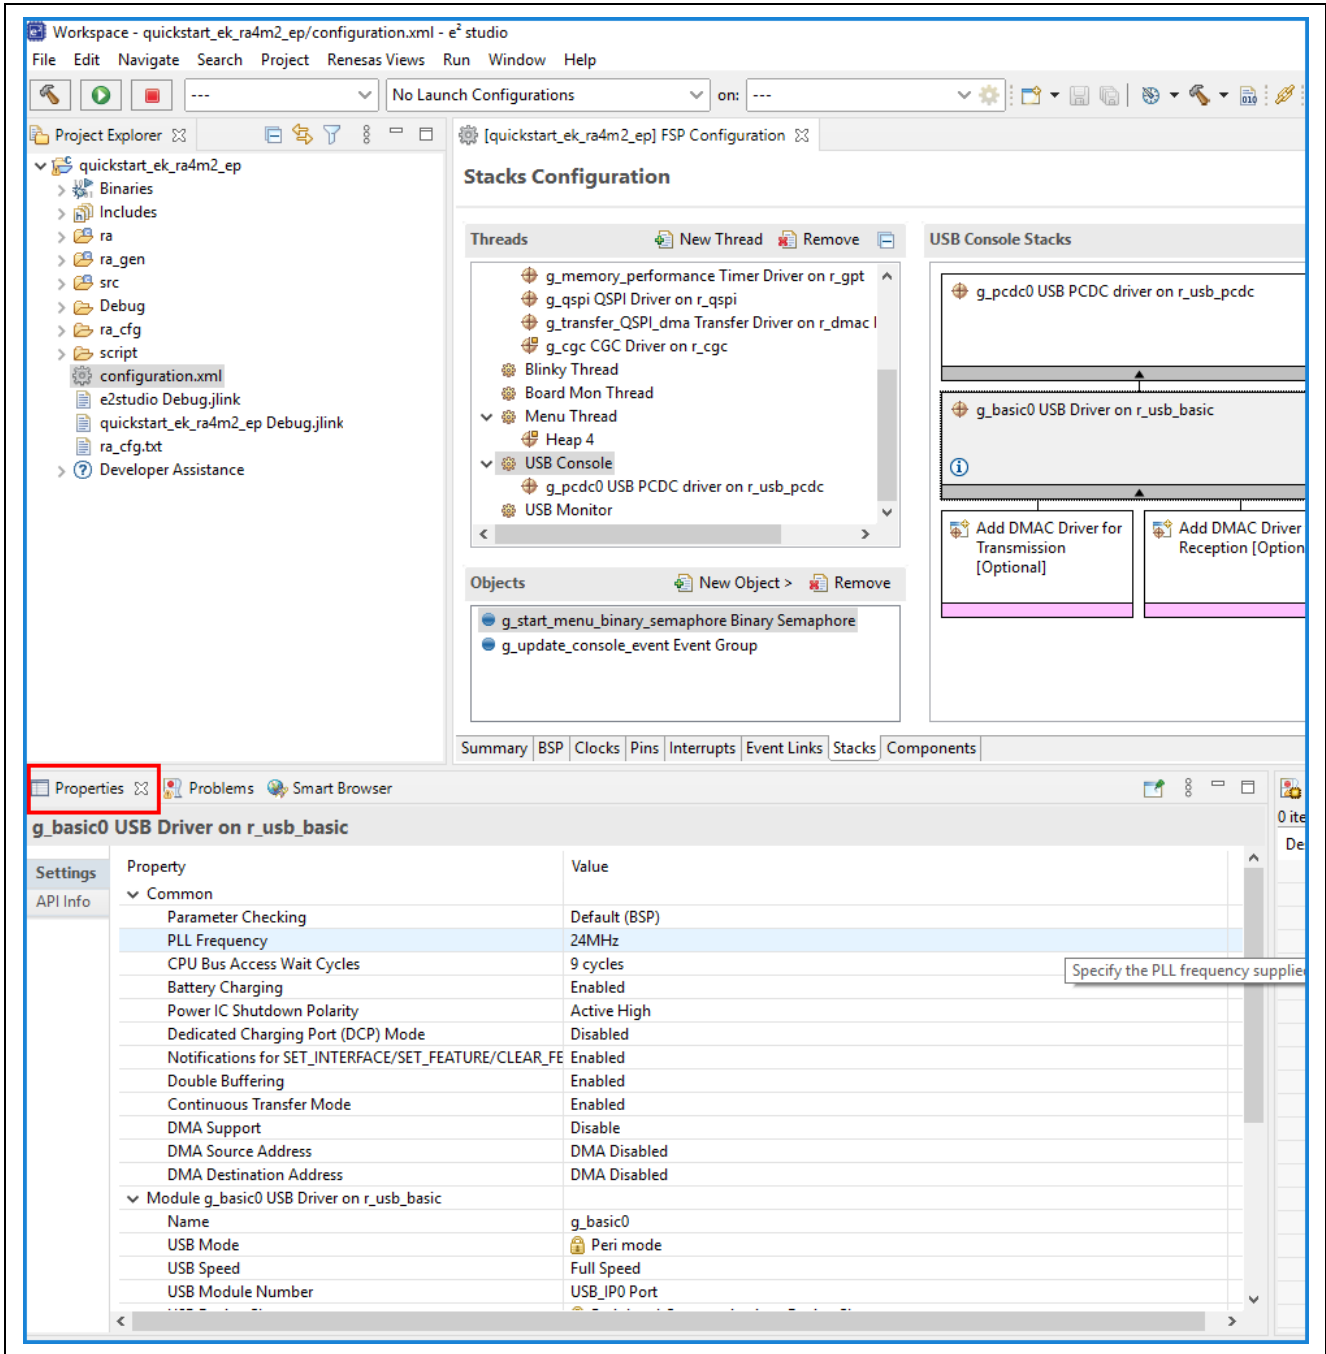 Workspace - quickstart_ek_ra4m2_ep/configuration.xml - e² studio
File Edit Navigate Search Project Renesas Views Run Window Help
--- No Launch Configurations on: ---
Project Explorer
quickstart_ek_ra4m2_ep
Binaries
Includes
ra
ra_gen
src
Debug
ra_cfg
script
configuration.xml
e2studio Debug.jlink
quickstart_ek_ra4m2_ep Debug.jlink
ra_cfg.txt
Developer Assistance
[quickstart_ek_ra4m2_ep] FSP Configuration
Stacks Configuration
Threads New Thread Remove
g_memory_performance Timer Driver on r_gpt
g_qspi QSPI Driver on r_qspi
g_transfer_QSPI_dma Transfer Driver on r_dmac
g_cgc CGC Driver on r_cgc
Blinky Thread
Board Mon Thread
Menu Thread
Heap 4
USB Console
g_pcdc0 USB PCDC driver on r_usb_pcdc
USB Monitor
Objects New Object > Remove
g_start_menu_binary_semaphore Binary Semaphore
g_update_console_event Event Group
USB Console Stacks
g_pcdc0 USB PCDC driver on r_usb_pcdc
g_basic0 USB Driver on r_usb_basic
Add DMAC Driver for
Transmission
[Optional]
Add DMAC Driver
Reception [Option
Summary BSP Clocks Pins Interrupts Event Links Stacks Components
Properties Problems Smart Browser
g_basic0 USB Driver on r_usb_basic
Settings
API Info
Property Value
Common
Parameter Checking Default (BSP)
PLL Frequency 24MHz
CPU Bus Access Wait Cycles 9 cycles
Battery Charging Enabled
Power IC Shutdown Polarity Active High
Dedicated Charging Port (DCP) Mode Disabled
Notifications for SET_INTERFACE/SET_FEATURE/CLEAR_FE Enabled
Double Buffering Enabled
Continuous Transfer Mode Enabled
DMA Support Disable
DMA Source Address DMA Disabled
DMA Destination Address DMA Disabled
Module g_basic0 USB Driver on r_usb_basic
Name g_basic0
USB Mode Peri mode
USB Speed Full Speed
USB Module Number USB_IP0 Port
Specify the PLL frequency supplie
0 ite
De